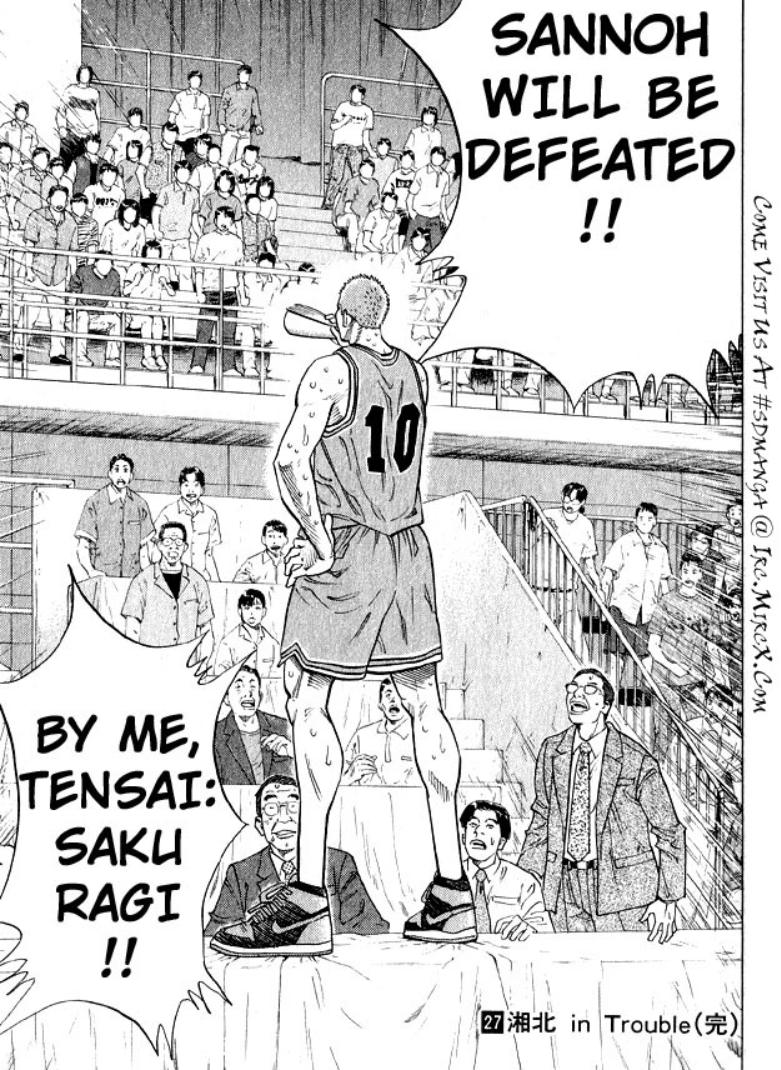 SANNOH
WILL BE
DEFEATED
!!
10
BY ME,
TENSAI:
SAKU
RAGI
!!
27 湘北 in Trouble(完)
COME VISIT US AT #SDMANGA @ IRC.MIRCX.COM